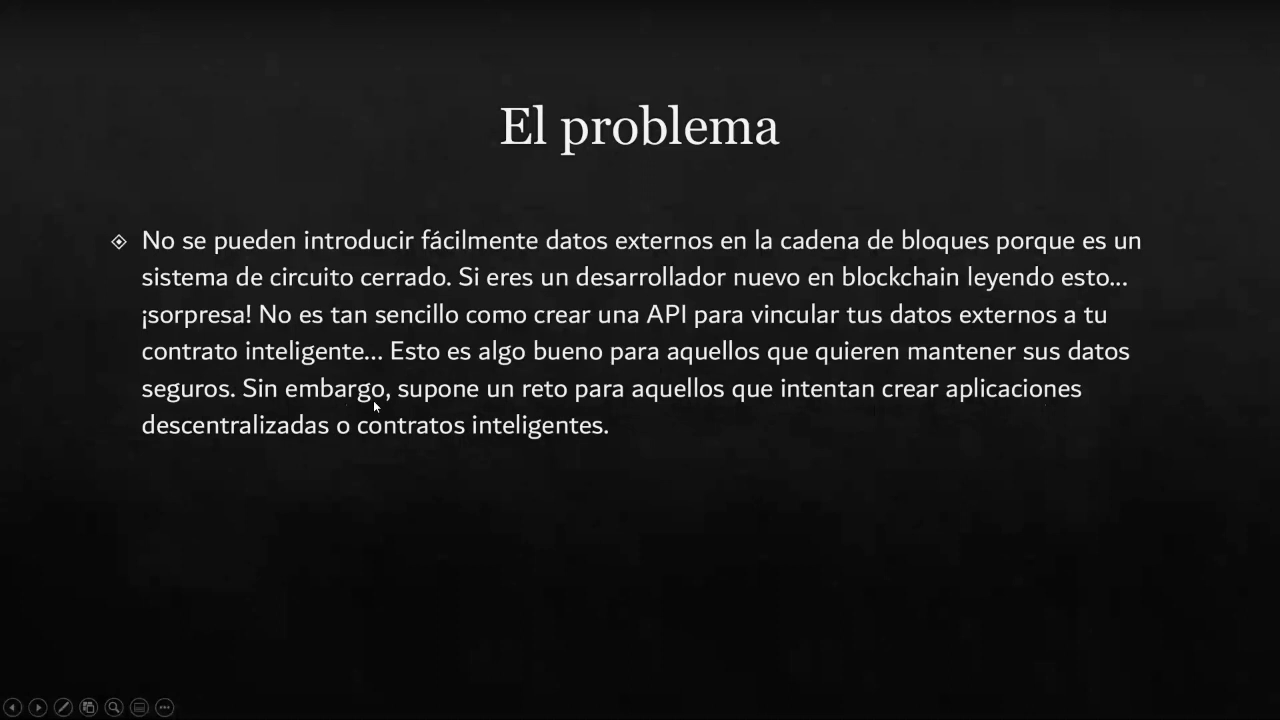 El problema
No se pueden introducir fácilmente datos externos en la cadena de bloques porque es un
sistema de circuito cerrado. Si eres un desarrollador nuevo en blockchain leyendo esto...
¡sorpresa! No es tan sencillo como crear una API para vincular tus datos externos a tu
contrato inteligente... Esto es algo bueno para aquellos que quieren mantener sus datos
seguros. Sin embargo, supone un reto para aquellos que intentan crear aplicaciones
descentralizadas o contratos inteligentes.